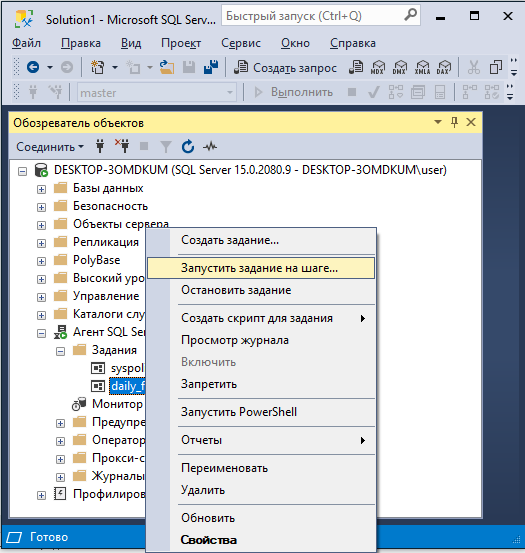 Solution1 - Microsoft SQL Serv...
Быстрый запуск (Ctrl+Q)
Файл Правка Вид Проект Сервис Окно Справка
Создать запрос MDX DMX XMLA DAX
master Выполнить
Обозреватель объектов
Соединить
DESKTOP-3OMDKUM (SQL Server 15.0.2080.9 - DESKTOP-3OMDKUM\user)
Базы данных
Безопасность
Объекты сервера
Репликация
PolyBase
Высокий уро
Управление
Каталоги слу
Агент SQL Ser
Задания
syspoli
daily_f
Монитор
Предупре
Оператор
Прокси-с
Журналы
Профилиров
Создать задание...
Запустить задание на шаге...
Остановить задание
Создать скрипт для задания
Просмотр журнала
Включить
Запретить
Запустить PowerShell
Отчеты
Переименовать
Удалить
Обновить
Свойства
Готово